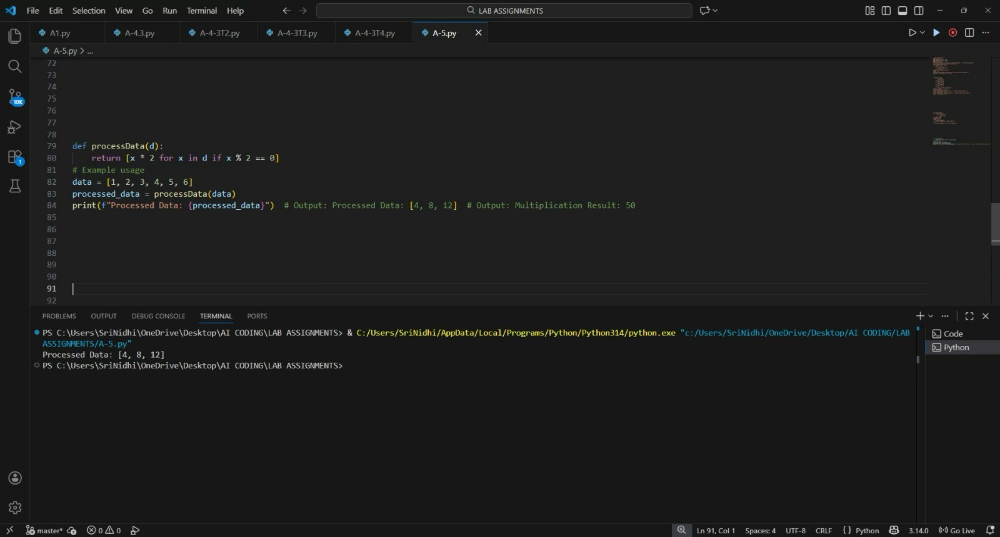 File Edit Selection View Go Run Terminal Help
LAB ASSIGNMENTS
A1.py A-4.3.py A-4-3T2.py A-4-3T3.py A-4-3T4.py A-5.py
A-5.py > ...
10K
1
72
73
74
75
76
77
78
79 def processData(d):
80 return [x * 2 for x in d if x % 2 == 0]
81 # Example usage
82 data = [1, 2, 3, 4, 5, 6]
83 processed_data = processData(data)
84 print(f"Processed Data: {processed_data}") # Output: Processed Data: [4, 8, 12] # Output: Multiplication Result: 50
85
86
87
88
89
90
91
92
PROBLEMS OUTPUT DEBUG CONSOLE TERMINAL PORTS
PS C:\Users\SriNidhi\OneDrive\Desktop\AI CODING\LAB ASSIGNMENTS> & C:/Users/SriNidhi/AppData/Local/Programs/Python/Python314/python.exe "c:/Users/SriNidhi/OneDrive/Desktop/AI CODING/LAB
ASSIGNMENTS/A-5.py"
Processed Data: [4, 8, 12]
PS C:\Users\SriNidhi\OneDrive\Desktop\AI CODING\LAB ASSIGNMENTS>
Code
Python
master* 0 0 Ln 91, Col 1 Spaces: 4 UTF-8 CRLF {} Python 3.14.0 Go Live